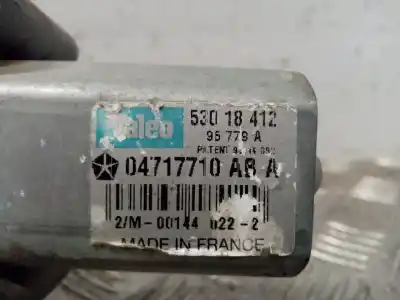 Valeo
530 18 412
95 779 A
PATENT
04717710 AB A
2/M-00144 022-2
MADE IN FRANCE